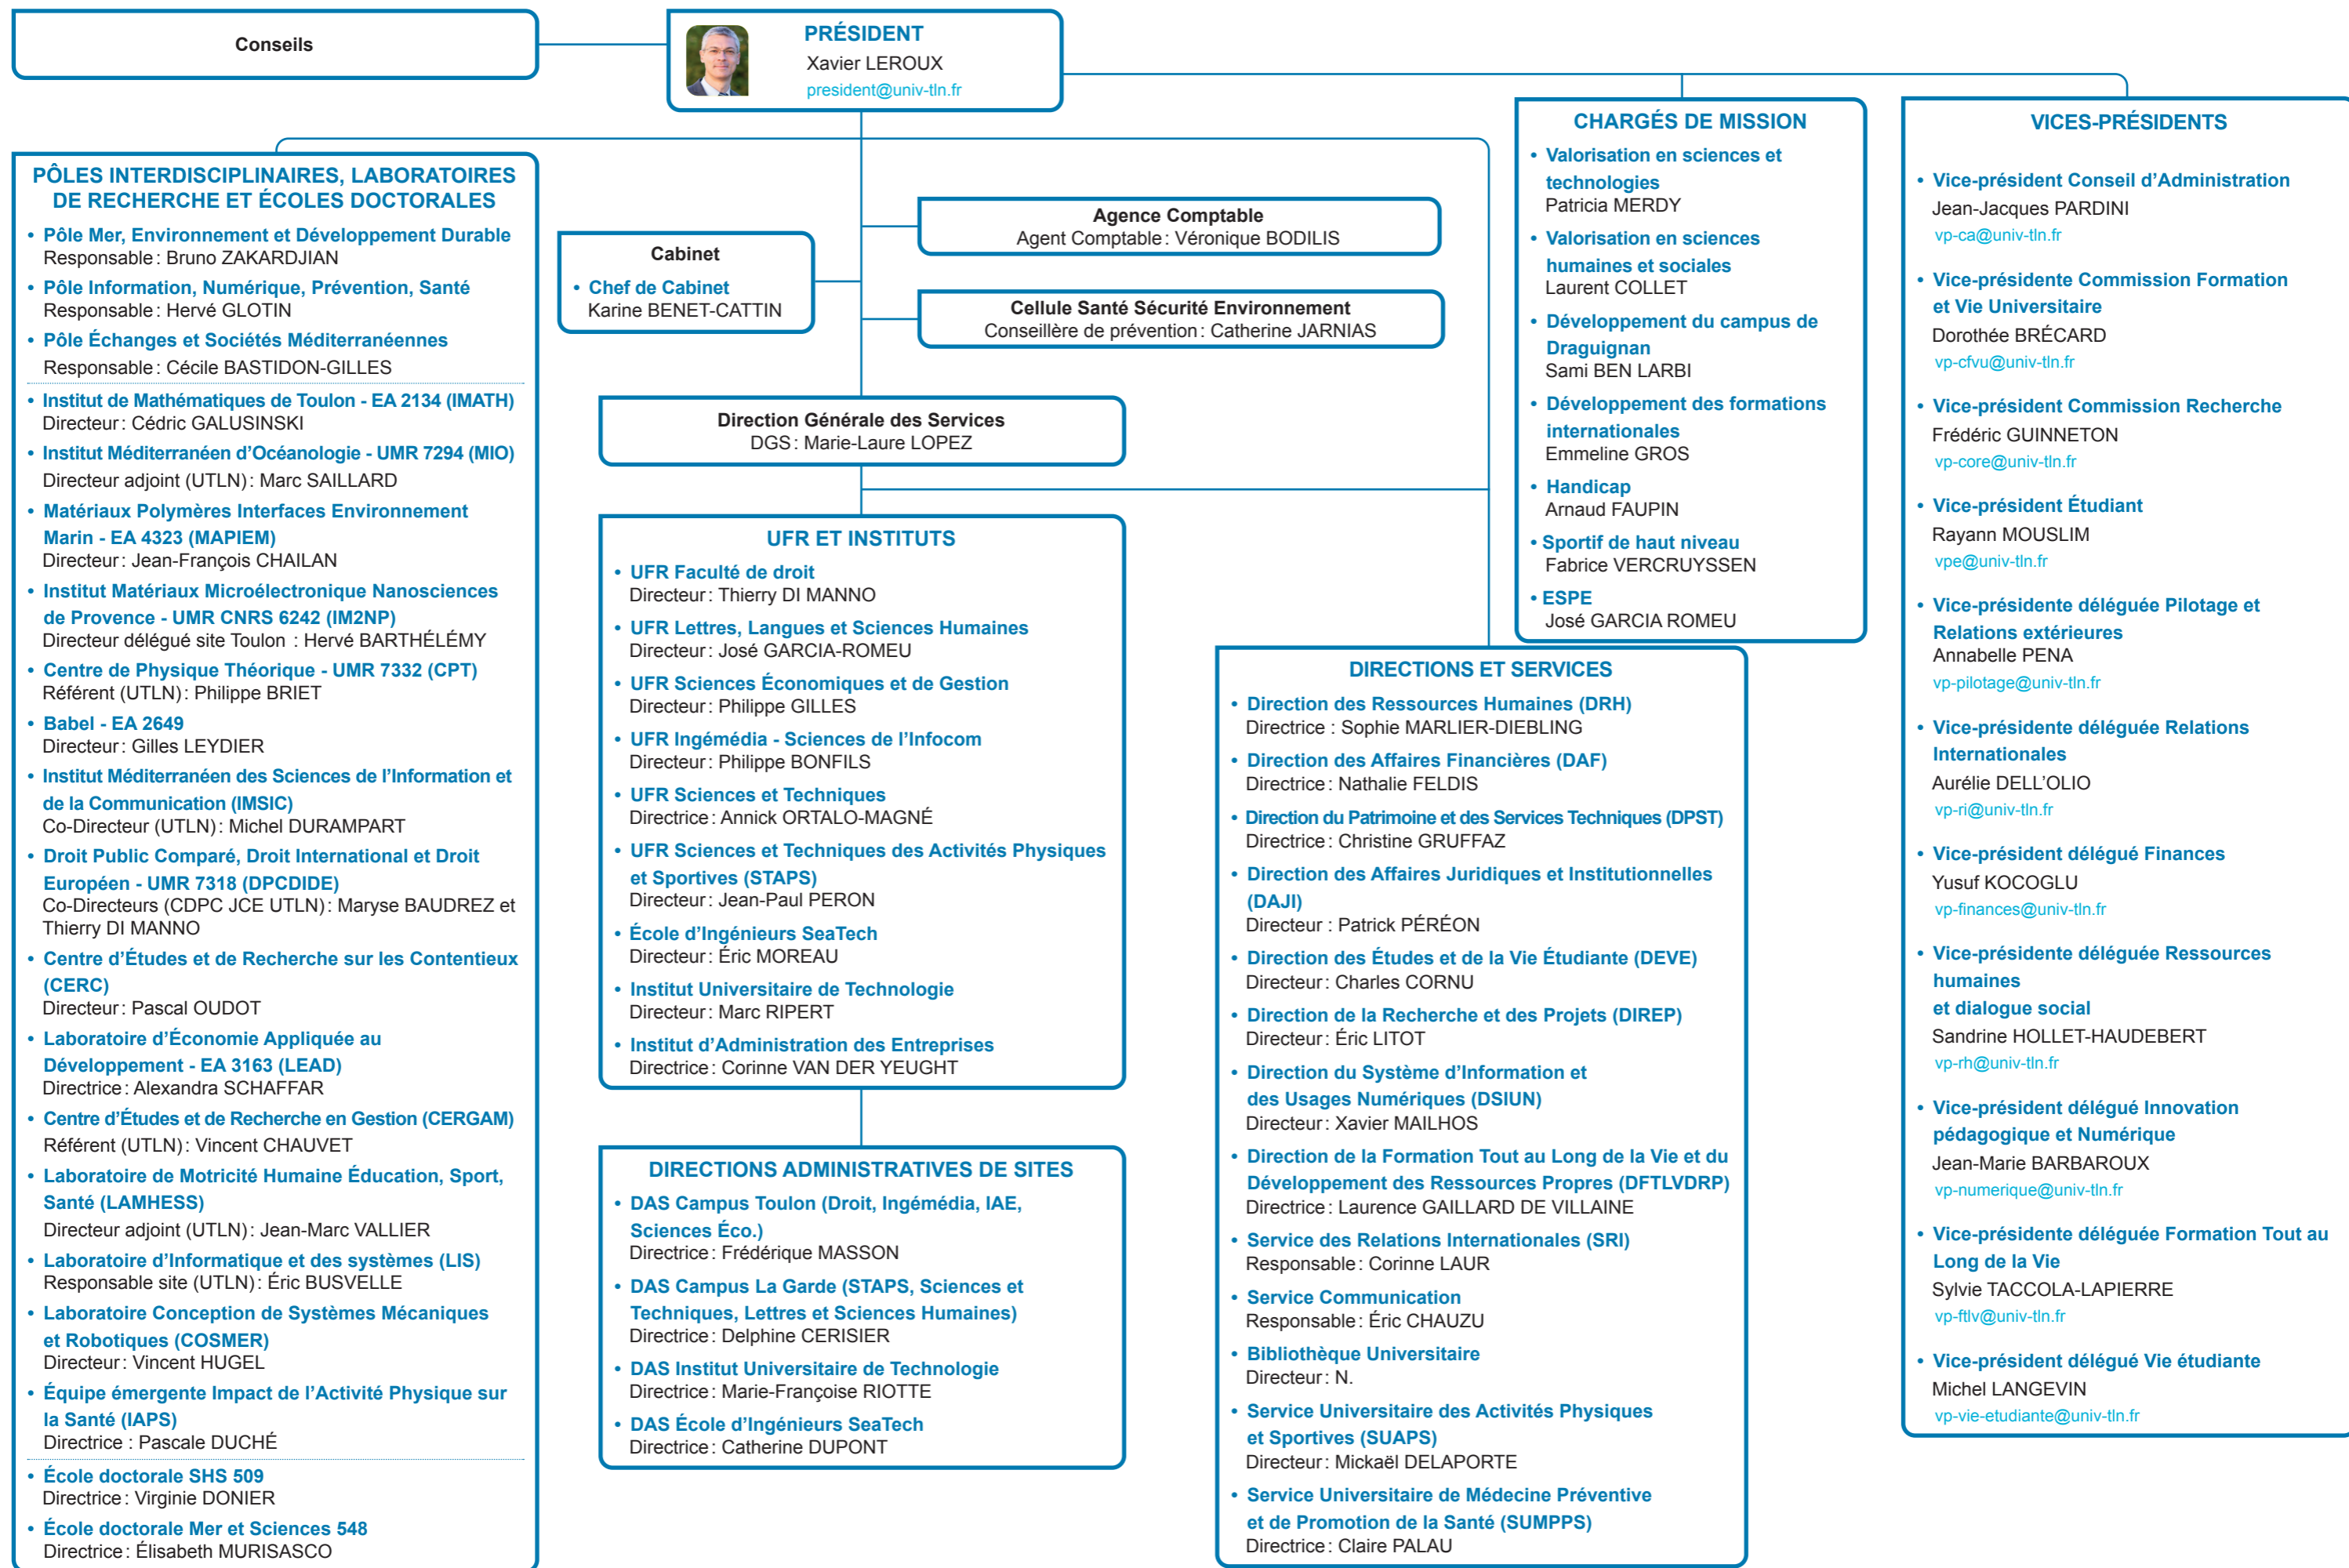 Conseils
PRÉSIDENT
Xavier LEROUX
president@univ-tln.fr
PÔLES INTERDISCIPLINAIRES, LABORATOIRES
DE RECHERCHE ET ÉCOLES DOCTORALES
• Pôle Mer, Environnement et Développement Durable
Responsable : Bruno ZAKARDJIAN
• Pôle Information, Numérique, Prévention, Santé
Responsable : Hervé GLOTIN
• Pôle Échanges et Sociétés Méditerranéennes
Responsable : Cécile BASTIDON-GILLES
• Institut de Mathématiques de Toulon - EA 2134 (IMATH)
Directeur : Cédric GALUSINSKI
• Institut Méditerranéen d’Océanologie - UMR 7294 (MIO)
Directeur adjoint (UTLN) : Marc SAILLARD
• Matériaux Polymères Interfaces Environnement
Marin - EA 4323 (MAPIEM)
Directeur : Jean-François CHAILAN
• Institut Matériaux Microélectronique Nanosciences
de Provence - UMR CNRS 6242 (IM2NP)
Directeur délégué site Toulon : Hervé BARTHÉLÉMY
• Centre de Physique Théorique - UMR 7332 (CPT)
Référent (UTLN) : Philippe BRIET
• Babel - EA 2649
Directeur : Gilles LEYDIER
• Institut Méditerranéen des Sciences de l’Information et
de la Communication (IMSIC)
Co-Directeur (UTLN) : Michel DURAMPART
• Droit Public Comparé, Droit International et Droit
Européen - UMR 7318 (DPCDIDE)
Co-Directeurs (CDPC JCE UTLN) : Maryse BAUDREZ et
Thierry DI MANNO
• Centre d’Études et de Recherche sur les Contentieux
(CERC)
Directeur : Pascal OUDOT
• Laboratoire d’Économie Appliquée au
Développement - EA 3163 (LEAD)
Directrice : Alexandra SCHAFFAR
• Centre d’Études et de Recherche en Gestion (CERGAM)
Référent (UTLN) : Vincent CHAUVET
• Laboratoire de Motricité Humaine Éducation, Sport,
Santé (LAMHESS)
Directeur adjoint (UTLN) : Jean-Marc VALLIER
• Laboratoire d’Informatique et des systèmes (LIS)
Responsable site (UTLN) : Éric BUSVELLE
• Laboratoire Conception de Systèmes Mécaniques
et Robotiques (COSMER)
Directeur : Vincent HUGEL
• Équipe émergente Impact de l’Activité Physique sur
la Santé (IAPS)
Directrice : Pascale DUCHÉ
• École doctorale SHS 509
Directrice : Virginie DONIER
• École doctorale Mer et Sciences 548
Directrice : Élisabeth MURISASCO
Cabinet
• Chef de Cabinet
Karine BENET-CATTIN
Agence Comptable
Agent Comptable : Véronique BODILIS
Cellule Santé Sécurité Environnement
Conseillère de prévention : Catherine JARNIAS
Direction Générale des Services
DGS : Marie-Laure LOPEZ
UFR ET INSTITUTS
• UFR Faculté de droit
Directeur : Thierry DI MANNO
• UFR Lettres, Langues et Sciences Humaines
Directeur : José GARCIA-ROMEU
• UFR Sciences Économiques et de Gestion
Directeur : Philippe GILLES
• UFR Ingémédia - Sciences de l’Infocom
Directeur : Philippe BONFILS
• UFR Sciences et Techniques
Directrice : Annick ORTALO-MAGNÉ
• UFR Sciences et Techniques des Activités Physiques
et Sportives (STAPS)
Directeur : Jean-Paul PERON
• École d’Ingénieurs SeaTech
Directeur : Éric MOREAU
• Institut Universitaire de Technologie
Directeur : Marc RIPERT
• Institut d’Administration des Entreprises
Directrice : Corinne VAN DER YEUGHT
DIRECTIONS ADMINISTRATIVES DE SITES
• DAS Campus Toulon (Droit, Ingémédia, IAE,
Sciences Éco.)
Directrice : Frédérique MASSON
• DAS Campus La Garde (STAPS, Sciences et
Techniques, Lettres et Sciences Humaines)
Directrice : Delphine CERISIER
• DAS Institut Universitaire de Technologie
Directrice : Marie-Françoise RIOTTE
• DAS École d’Ingénieurs SeaTech
Directrice : Catherine DUPONT
CHARGÉS DE MISSION
• Valorisation en sciences et
technologies
Patricia MERDY
• Valorisation en sciences
humaines et sociales
Laurent COLLET
• Développement du campus de
Draguignan
Sami BEN LARBI
• Développement des formations
internationales
Emmeline GROS
• Handicap
Arnaud FAUPIN
• Sportif de haut niveau
Fabrice VERCRUYSSEN
• ESPE
José GARCIA ROMEU
DIRECTIONS ET SERVICES
• Direction des Ressources Humaines (DRH)
Directrice : Sophie MARLIER-DIEBLING
• Direction des Affaires Financières (DAF)
Directrice : Nathalie FELDIS
• Direction du Patrimoine et des Services Techniques (DPST)
Directrice : Christine GRUFFAZ
• Direction des Affaires Juridiques et Institutionnelles
(DAJI)
Directeur : Patrick PÉRÉON
• Direction des Études et de la Vie Étudiante (DEVE)
Directeur : Charles CORNU
• Direction de la Recherche et des Projets (DIREP)
Directeur : Éric LITOT
• Direction du Système d’Information et
des Usages Numériques (DSIUN)
Directeur : Xavier MAILHOS
• Direction de la Formation Tout au Long de la Vie et du
Développement des Ressources Propres (DFTLVDRP)
Directrice : Laurence GAILLARD DE VILLAINE
• Service des Relations Internationales (SRI)
Responsable : Corinne LAUR
• Service Communication
Responsable : Éric CHAUZU
• Bibliothèque Universitaire
Directeur : N.
• Service Universitaire des Activités Physiques
et Sportives (SUAPS)
Directeur : Mickaël DELAPORTE
• Service Universitaire de Médecine Préventive
et de Promotion de la Santé (SUMPPS)
Directrice : Claire PALAU
VICES-PRÉSIDENTS
• Vice-président Conseil d’Administration
Jean-Jacques PARDINI
vp-ca@univ-tln.fr
• Vice-présidente Commission Formation
et Vie Universitaire
Dorothée BRÉCARD
vp-cfvu@univ-tln.fr
• Vice-président Commission Recherche
Frédéric GUINNETON
vp-core@univ-tln.fr
• Vice-président Étudiant
Rayann MOUSLIM
vpe@univ-tln.fr
• Vice-présidente déléguée Pilotage et
Relations extérieures
Annabelle PENA
vp-pilotage@univ-tln.fr
• Vice-présidente déléguée Relations
Internationales
Aurélie DELL’OLIO
vp-ri@univ-tln.fr
• Vice-président délégué Finances
Yusuf KOCOGLU
vp-finances@univ-tln.fr
• Vice-présidente déléguée Ressources
humaines
et dialogue social
Sandrine HOLLET-HAUDEBERT
vp-rh@univ-tln.fr
• Vice-président délégué Innovation
pédagogique et Numérique
Jean-Marie BARBAROUX
vp-numerique@univ-tln.fr
• Vice-présidente déléguée Formation Tout au
Long de la Vie
Sylvie TACCOLA-LAPIERRE
vp-ftlv@univ-tln.fr
• Vice-président délégué Vie étudiante
Michel LANGEVIN
vp-vie-etudiante@univ-tln.fr